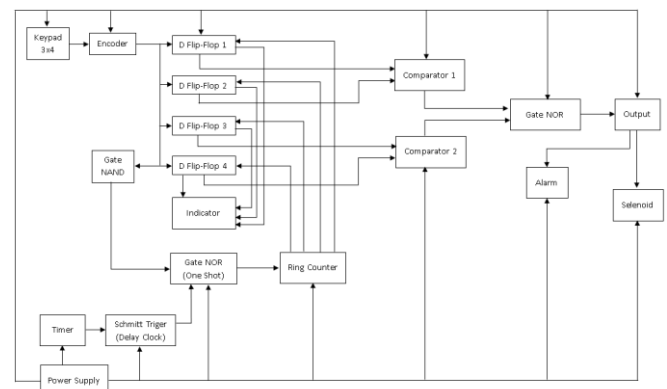 Keypad
3x4
Encoder
D Flip-Flop 1
D Flip-Flop 2
D Flip-Flop 3
D Flip-Flop 4
Indicator
Gate
NAND
Comparator 1
Comparator 2
Gate NOR
Output
Alarm
Selenoid
Gate NOR
(One Shot)
Ring Counter
Timer
Schmitt Triger
(Delay Clock)
Power Supply